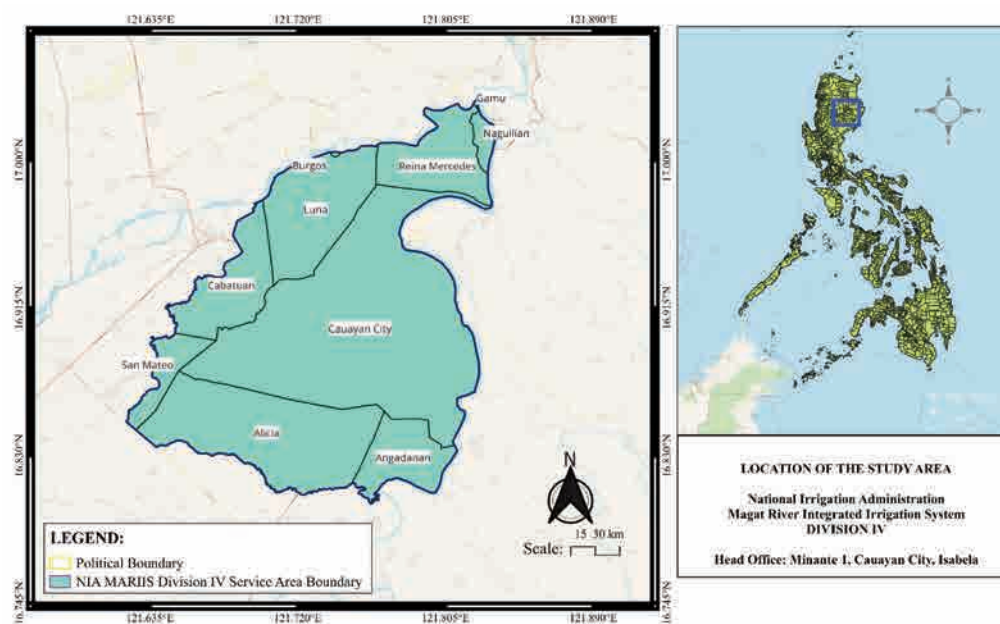 121.635°E 121.720°E 121.805°E 121.890°E
17.000°N
16.915°N
16.830°N
16.745°N
17.000°N
16.915°N
16.830°N
16.745°N
Gamu
Naguilian
Burgos
Reina Mercedes
Luna
Cabatuan
Cauayan City
San Mateo
Alicia
Angadanan
N
15 30 km
Scale:
LEGEND:
Political Boundary
NIA MARIIS Division IV Service Area Boundary
121.635°E 121.720°E 121.805°E 121.890°E
LOCATION OF THE STUDY AREA
National Irrigation Administration
Magat River Integrated Irrigation System
DIVISION IV
Head Office: Minante 1, Cauayan City, Isabela